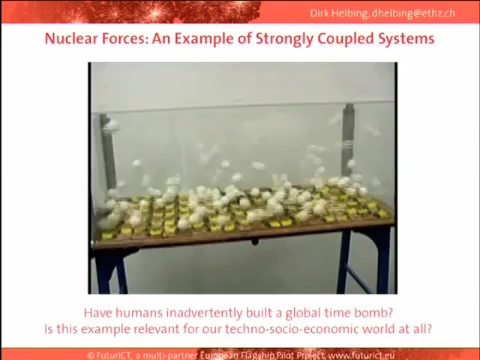 Dirk Helbing, dhelbing@ethz.ch
Nuclear Forces: An Example of Strongly Coupled Systems
Have humans inadvertently built a global time bomb?
Is this example relevant for our techno-socio-economic world at all?
© FuturICT, a multi-partner European Flagship Pilot Project, www.futurict.eu